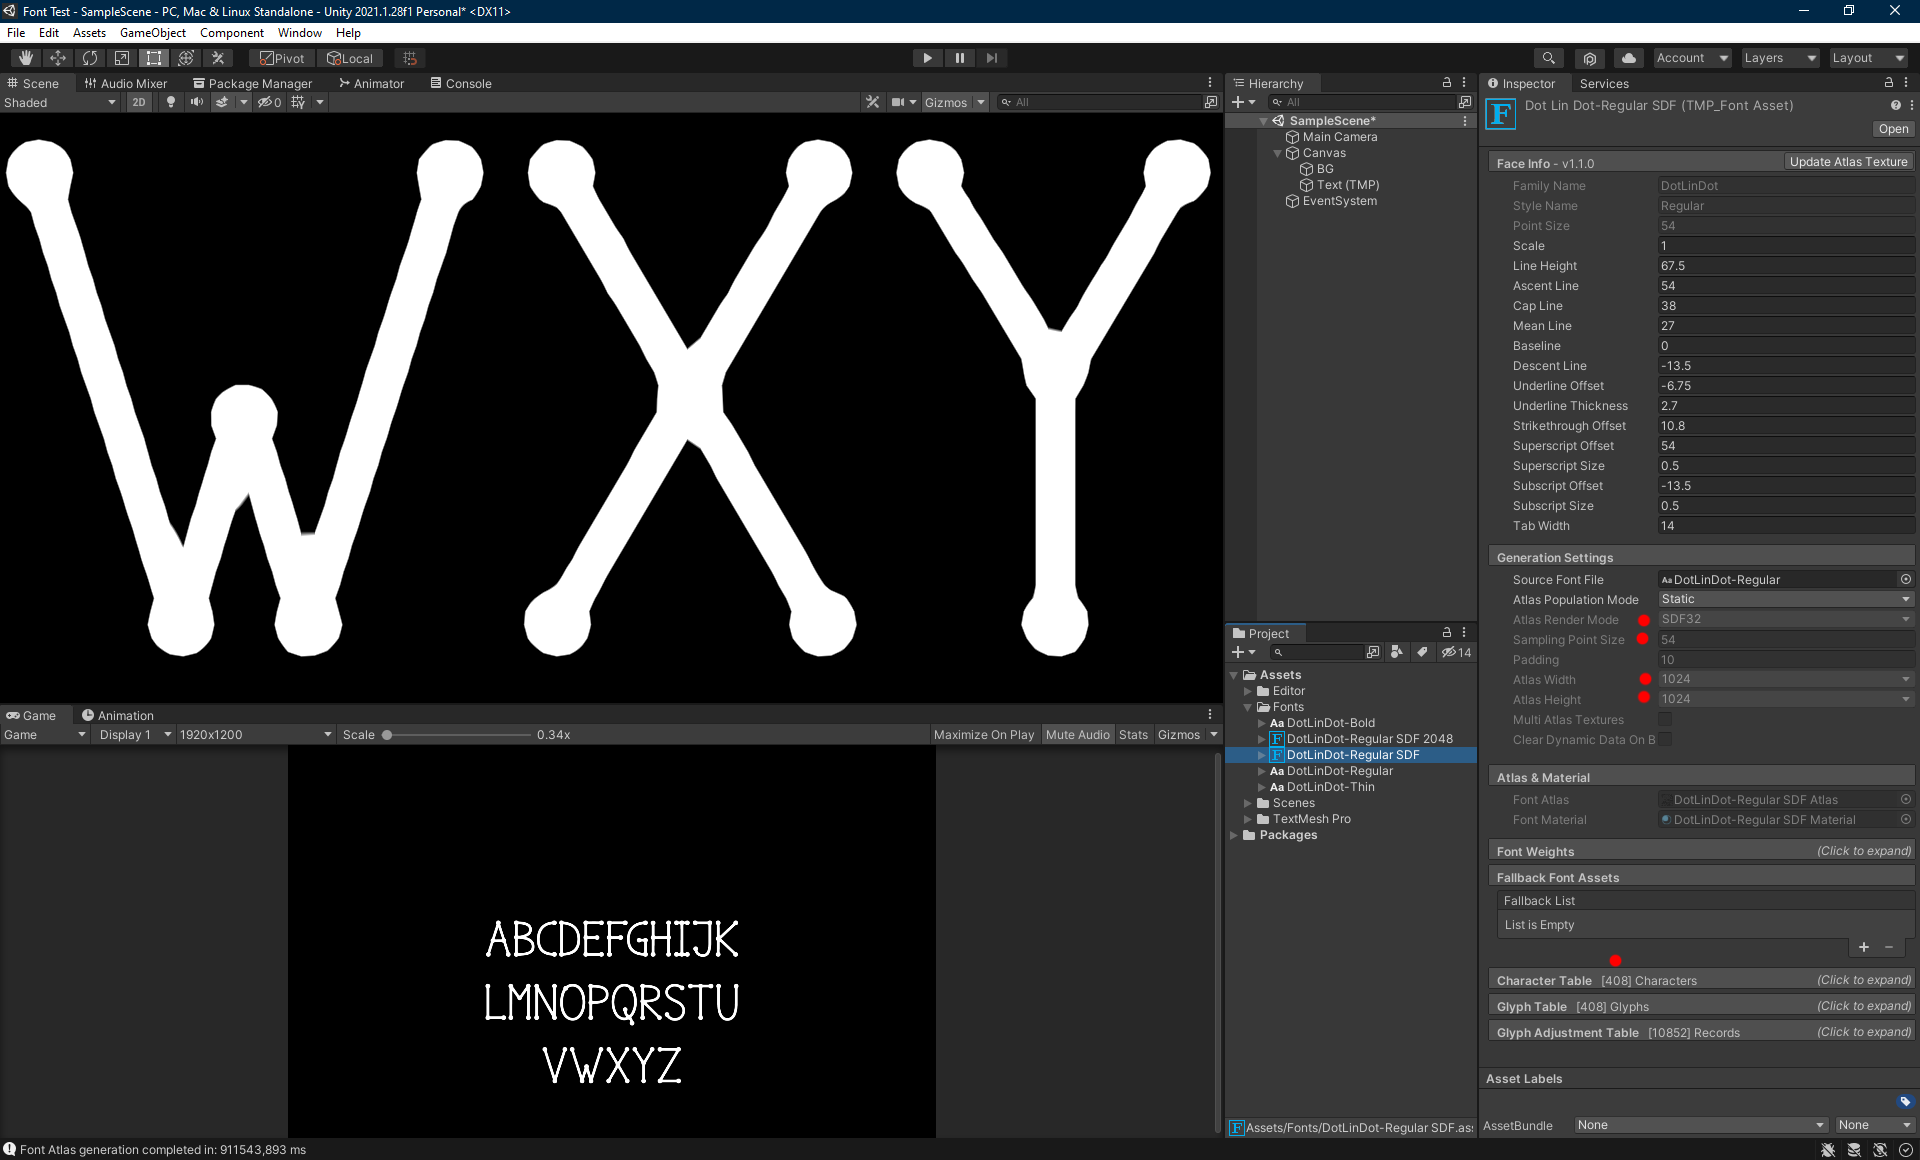 Font Test - SampleScene - PC, Mac & Linux Standalone - Unity 2021.1.28f1 Personal* <DX11>
File Edit Assets GameObject Component Window Help
Pivot Local Account Layers Layout
Scene Audio Mixer Package Manager Animator Console
Shaded 2D 0 Gizmos All
WXY
Game Animation
Game Display 1 1920x1200 Scale 0.34x Maximize On Play Mute Audio Stats Gizmos
ABCDEFGHIJK
LMNOPQRSTU
VWXYZ
Font Atlas generation completed in: 911543,893 ms
Hierarchy
All
SampleScene*
Main Camera
Canvas
BG
Text (TMP)
EventSystem
Project
14
Assets
Editor
Fonts
Aa DotLinDot-Bold
F DotLinDot-Regular SDF 2048
F DotLinDot-Regular SDF
Aa DotLinDot-Regular
Aa DotLinDot-Thin
Scenes
TextMesh Pro
Packages
F Assets/Fonts/DotLinDot-Regular SDF.as
Inspector Services
F Dot Lin Dot-Regular SDF (TMP_Font Asset)
Open
Face Info - v1.1.0 Update Atlas Texture
Family Name DotLinDot
Style Name Regular
Point Size 54
Scale 1
Line Height 67.5
Ascent Line 54
Cap Line 38
Mean Line 27
Baseline 0
Descent Line -13.5
Underline Offset -6.75
Underline Thickness 2.7
Strikethrough Offset 10.8
Superscript Offset 54
Superscript Size 0.5
Subscript Offset -13.5
Subscript Size 0.5
Tab Width 14
Generation Settings
Source Font File Aa DotLinDot-Regular
Atlas Population Mode Static
Atlas Render Mode SDF32
Sampling Point Size 54
Padding 10
Atlas Width 1024
Atlas Height 1024
Multi Atlas Textures
Clear Dynamic Data On B
Atlas & Material
Font Atlas DotLinDot-Regular SDF Atlas
Font Material DotLinDot-Regular SDF Material
Font Weights (Click to expand)
Fallback Font Assets
Fallback List
List is Empty
Character Table [408] Characters (Click to expand)
Glyph Table [408] Glyphs (Click to expand)
Glyph Adjustment Table [10852] Records (Click to expand)
Asset Labels
AssetBundle None None